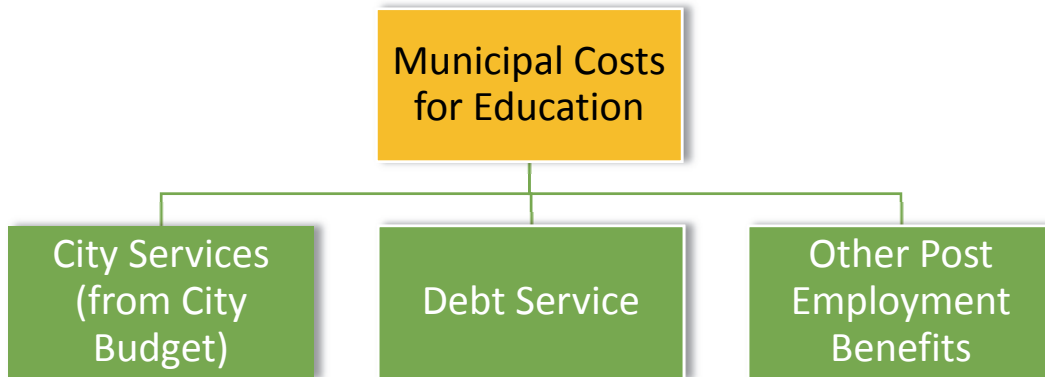 Municipal Costs
for Education
City Services
(from City
Budget)
Debt Service
Other Post
Employment
Benefits